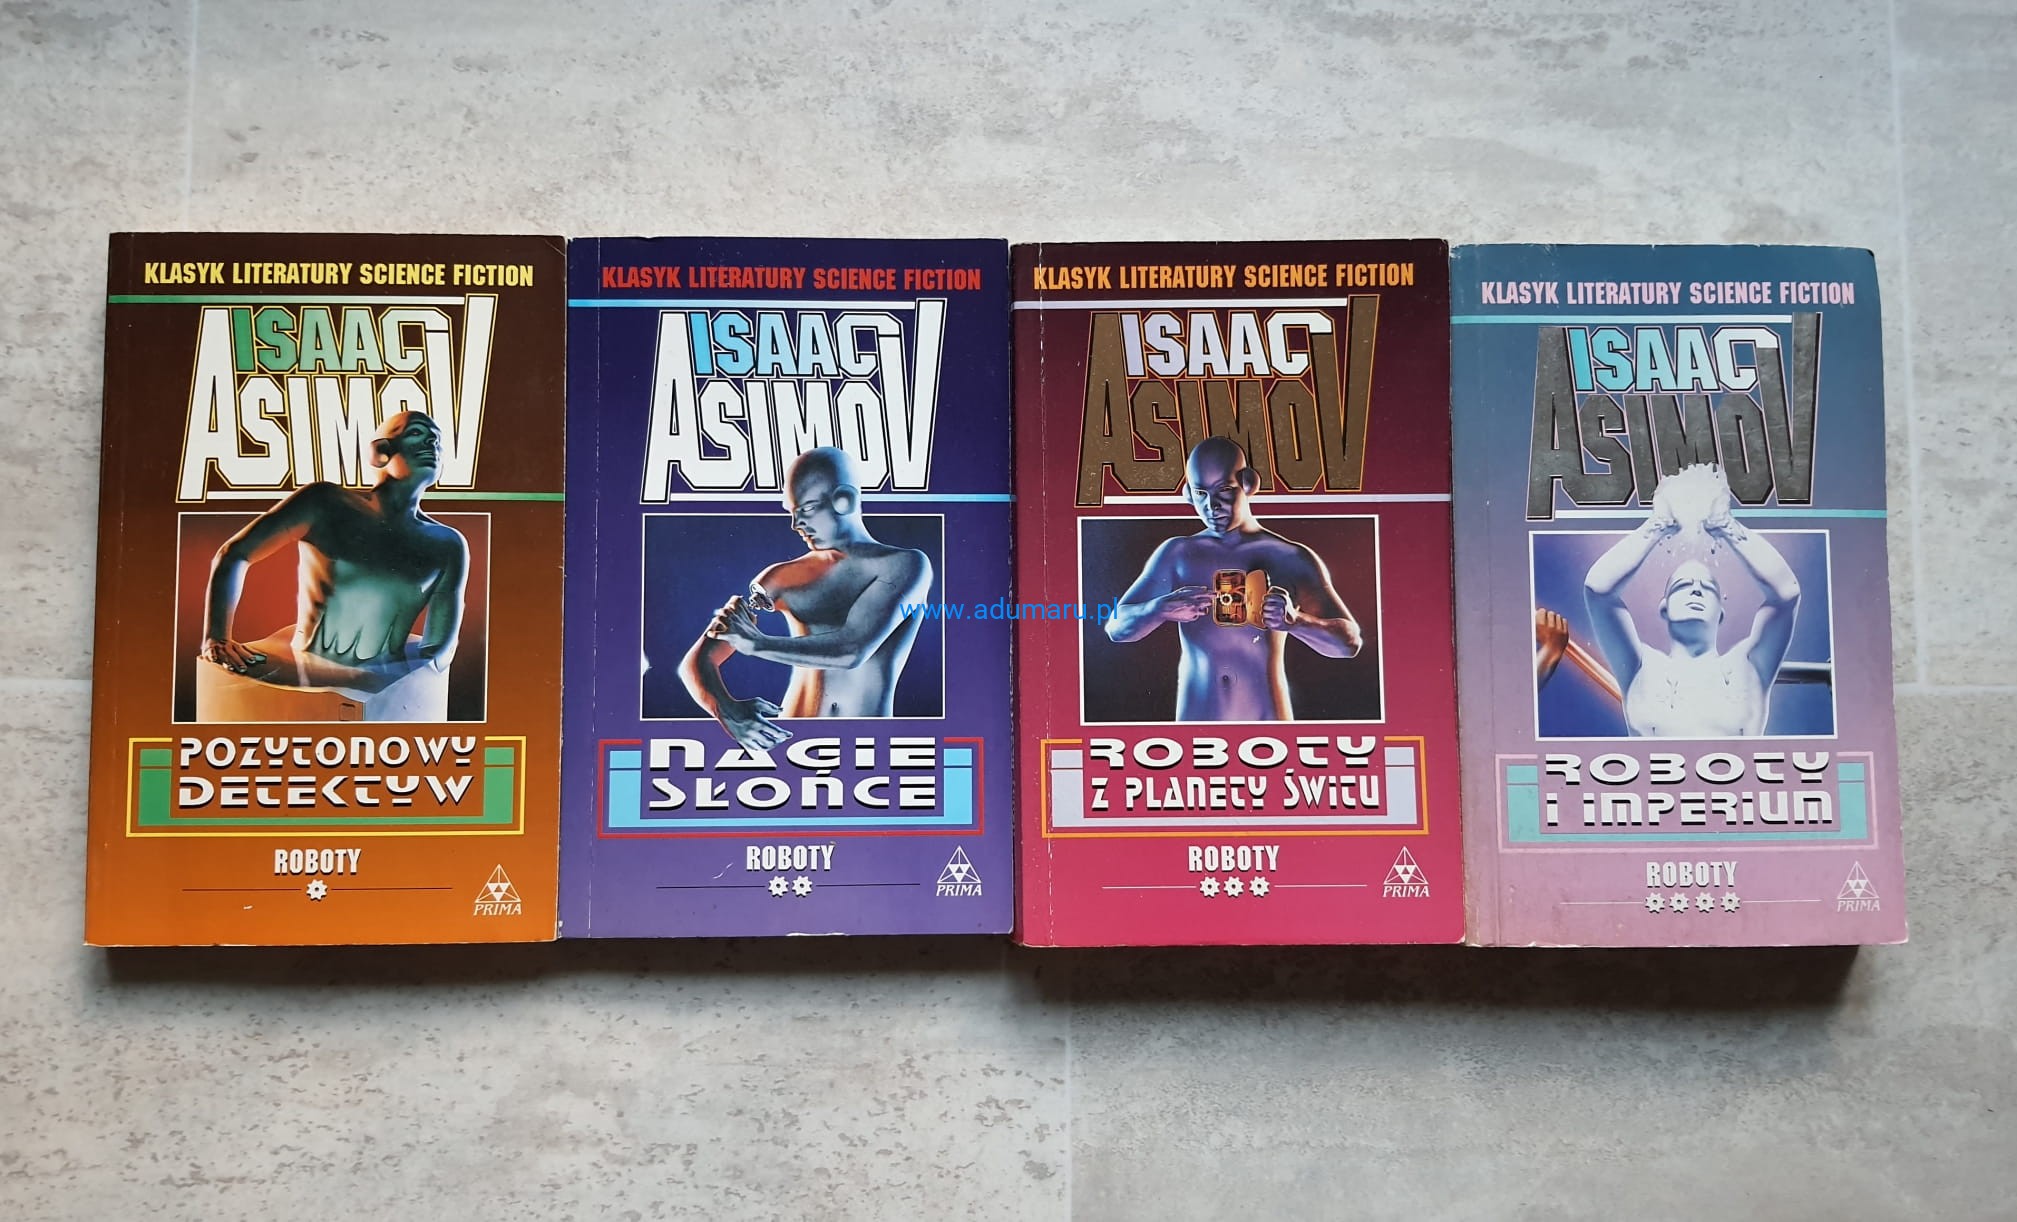 KLASYK LITERATURY SCIENCE FICTION
ISAAC
ASIMOV
POZYTONOWY
DETEKTYW
ROBOTY
PRIMA
KLASYK LITERATURY SCIENCE FICTION
ISAAC
ASIMOV
NAGIE
SŁOŃCE
ROBOTY
PRIMA
www.adumaru.pl
KLASYK LITERATURY SCIENCE FICTION
ISAAC
ASIMOV
ROBOTY
Z PLANETY ŚWITU
ROBOTY
PRIMA
KLASYK LITERATURY SCIENCE FICTION
ISAAC
ASIMOV
ROBOTY
I IMPERIUM
ROBOTY
PRIMA